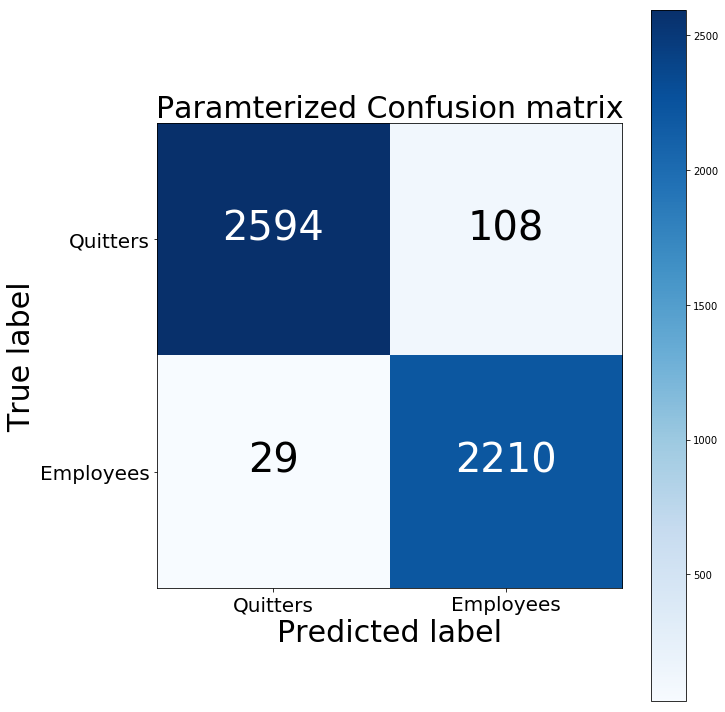 Paramterized Confusion matrix
True label
Quitters
2594
108
Employees
29
2210
Quitters
Employees
Predicted label
2500
2000
1500
1000
500